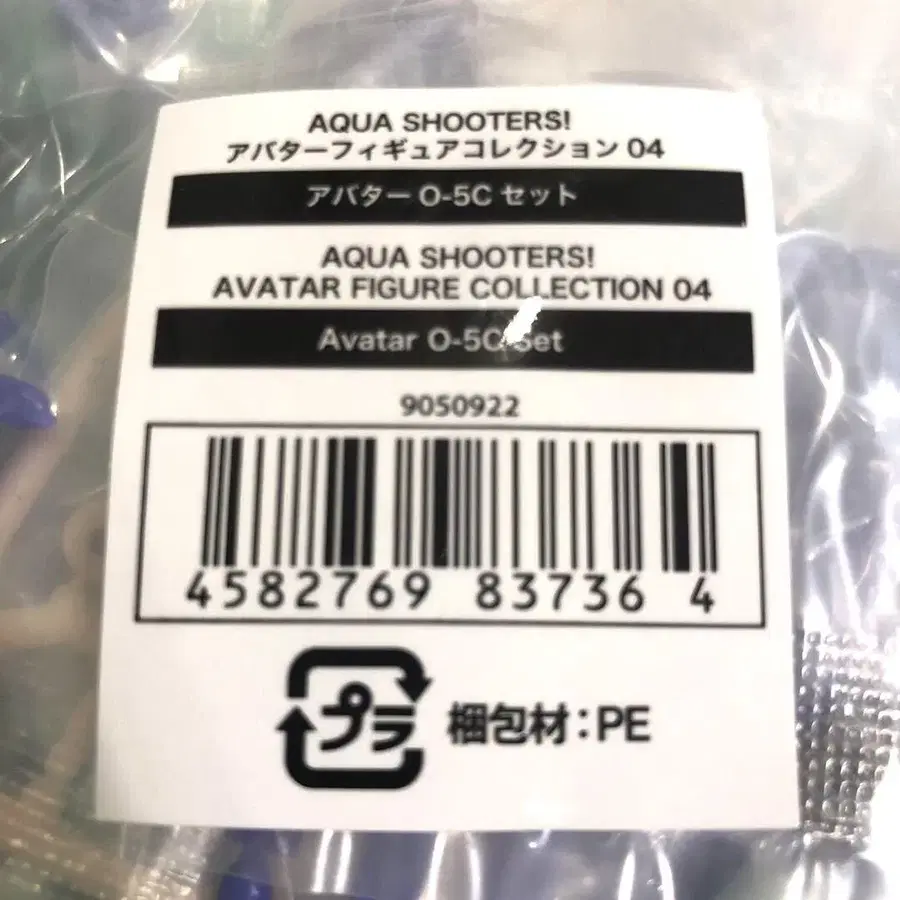 AQUA SHOOTERS!
アバターフィギュアコレクション 04
アバター O-5C セット
AQUA SHOOTERS!
AVATAR FIGURE COLLECTION 04
Avatar O-5C Set
9050922
4582769 83736 4
プラ 梱包材:PE